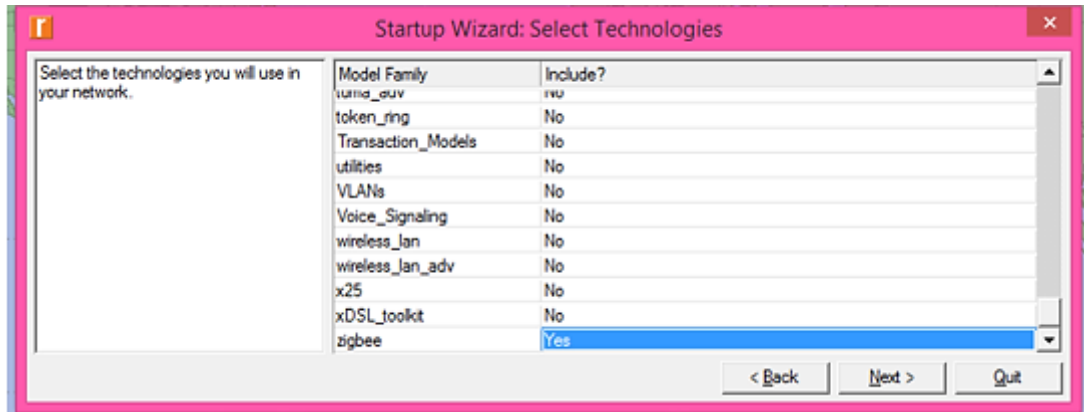 Startup Wizard: Select Technologies
Select the technologies you will use in
your network.
Model Family Include?
token_ring No
Transaction_Models No
utilities No
VLANs No
Voice_Signaling No
wireless_lan No
wireless_lan_adv No
x25 No
xDSL_toolkit No
zigbee Yes
< Back Next > Quit